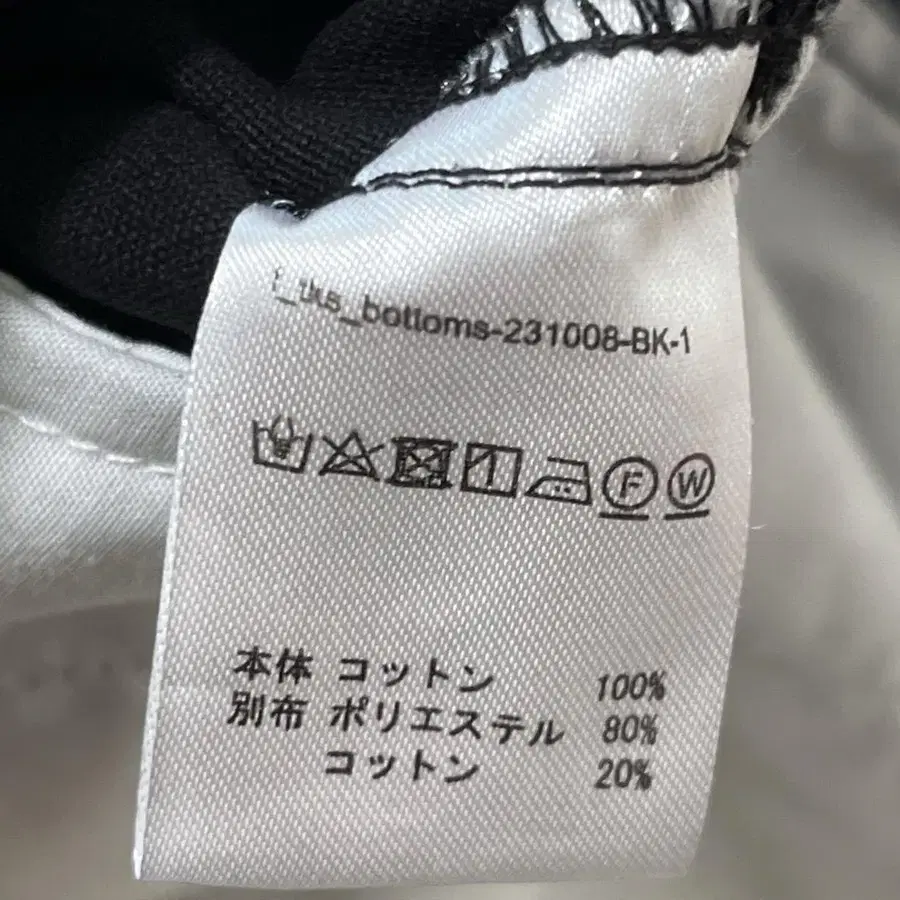 f_tks_bottoms-231008-BK-1
F W
本体 コットン 100%
別布 ポリエステル 80%
コットン 20%